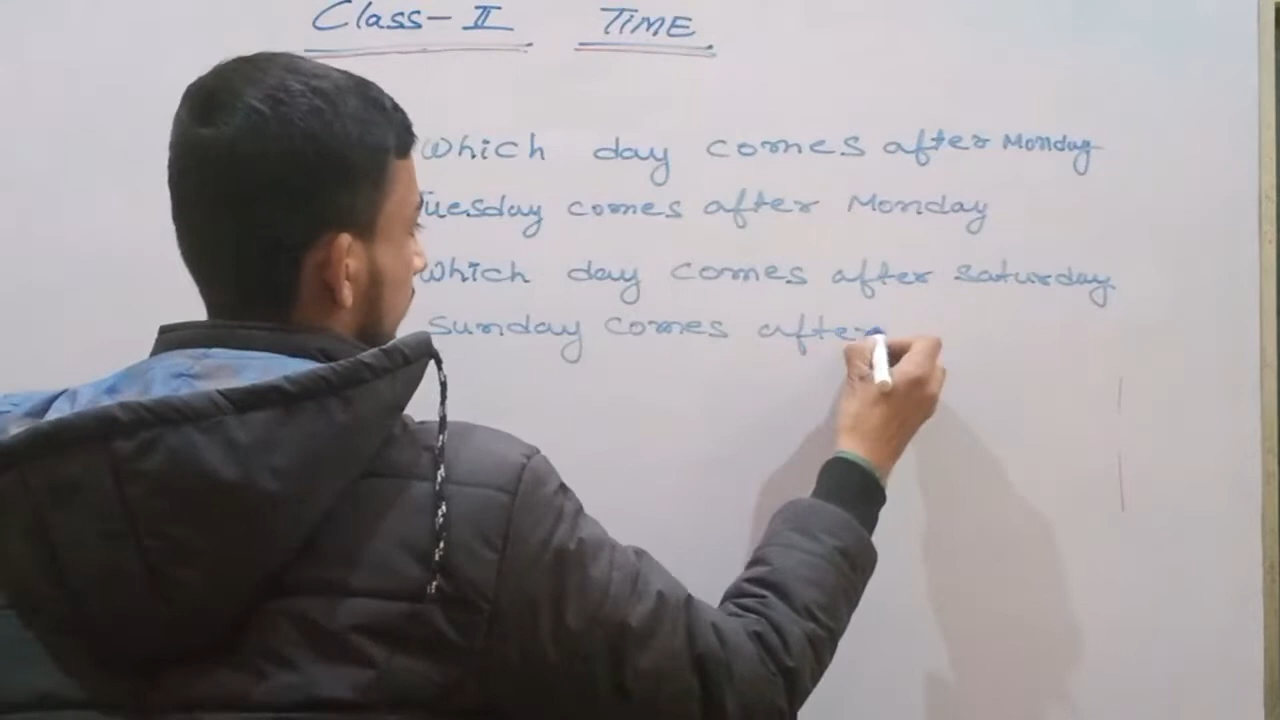 Class-II TIME
Which day comes after Monday
Tuesday comes after Monday
Which day comes after saturday.
Sunday comes after